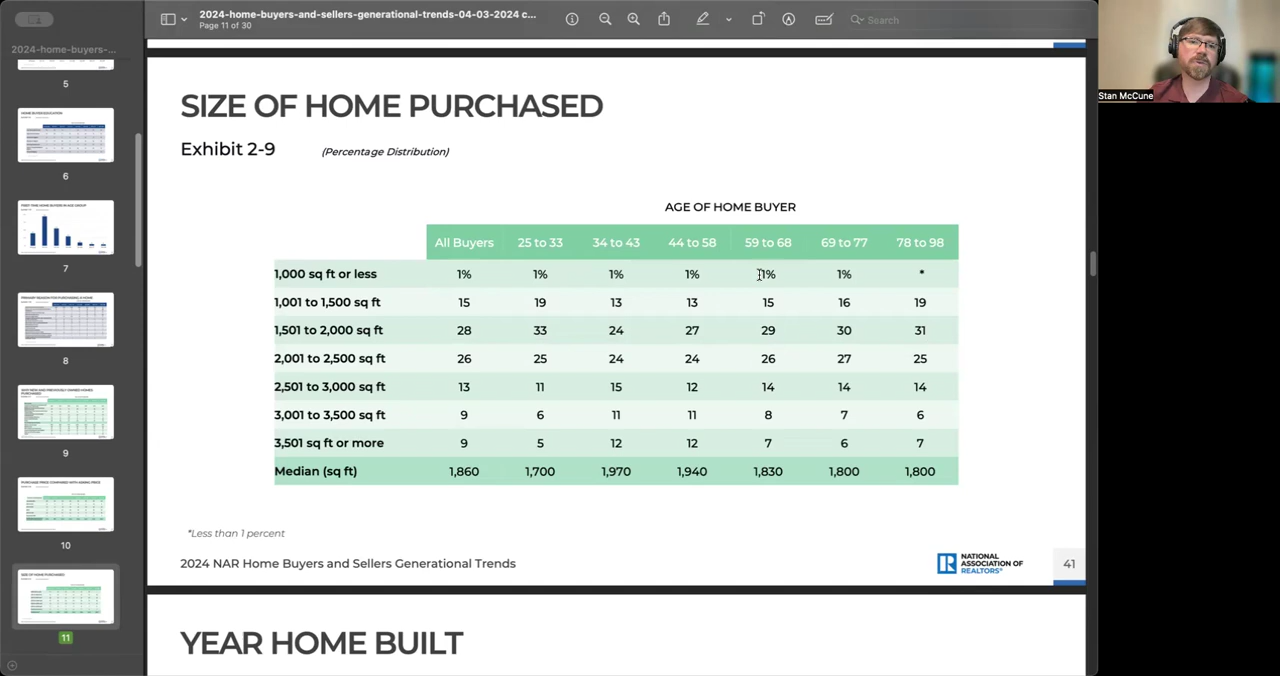 2024-home-buyers-and-sellers-generational-trends-04-03-2024 c...
Page 11 of 30
Search
2024-home-buyers-...
5
6
7
8
9
10
11
SIZE OF HOME PURCHASED
Exhibit 2-9 (Percentage Distribution)
AGE OF HOME BUYER
All Buyers 25 to 33 34 to 43 44 to 58 59 to 68 69 to 77 78 to 98
1,000 sq ft or less 1% 1% 1% 1% 1% 1% *
1,001 to 1,500 sq ft 15 19 13 13 15 16 19
1,501 to 2,000 sq ft 28 33 24 27 29 30 31
2,001 to 2,500 sq ft 26 25 24 24 26 27 25
2,501 to 3,000 sq ft 13 11 15 12 14 14 14
3,001 to 3,500 sq ft 9 6 11 11 8 7 6
3,501 sq ft or more 9 5 12 12 7 6 7
Median (sq ft) 1,860 1,700 1,970 1,940 1,830 1,800 1,800
*Less than 1 percent
2024 NAR Home Buyers and Sellers Generational Trends
NATIONAL
ASSOCIATION OF
REALTORS®
41
YEAR HOME BUILT
Stan McCune